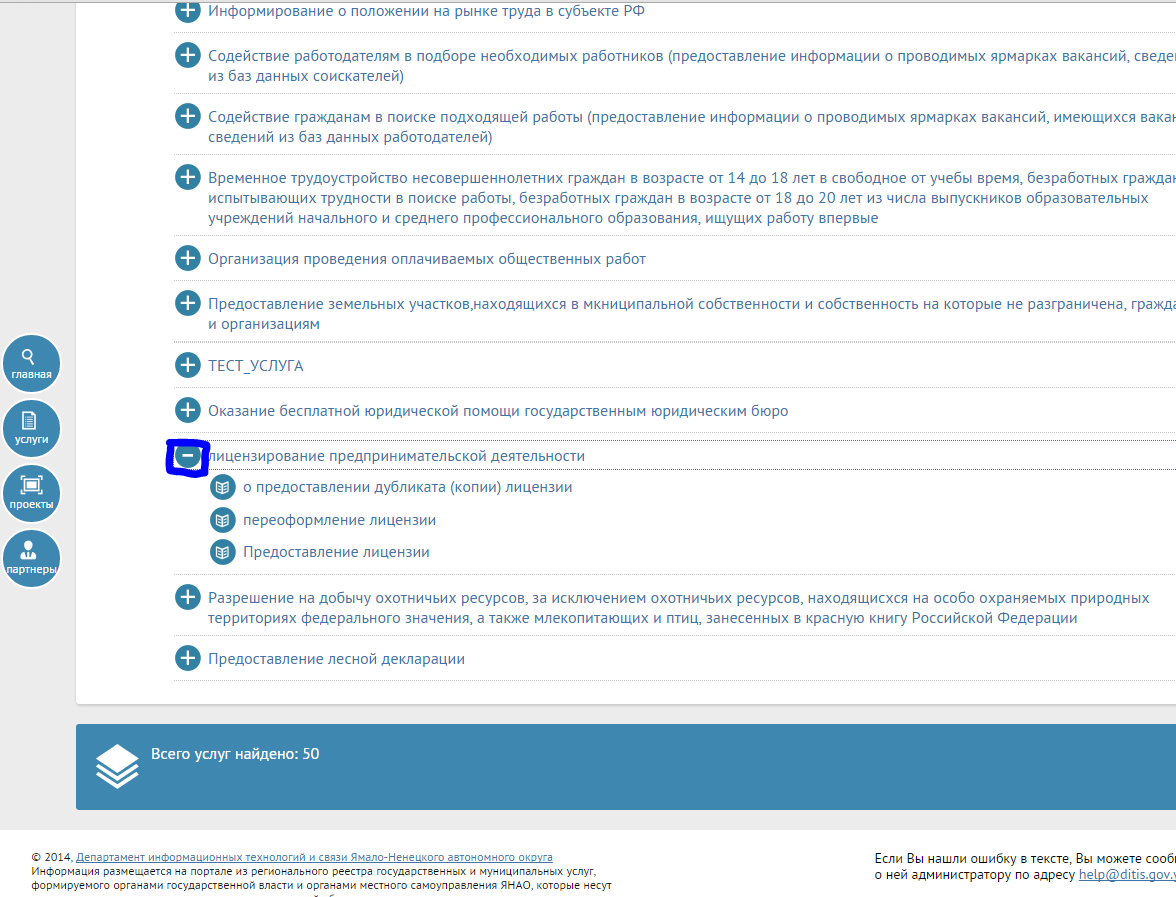 Информирование о положении на рынке труда в субъекте РФ
Содействие работодателям в подборе необходимых работников (предоставление информации о проводимых ярмарках вакансий,
из баз данных соискателей)
Содействие гражданам в поиске подходящей работы (предоставление информации о проводимых ярмарках вакансий, имеющихся
сведений из баз данных работодателей)
Временное трудоустройство несовершеннолетних граждан в возрасте от 14 до 18 лет в свободное от учебы время, безработных
испытывающих трудности в поиске работы, безработных граждан в возрасте от 18 до 20 лет из числа выпускников образовательных
учреждений начального и среднего профессионального образования, ищущих работу впервые
Организация проведения оплачиваемых общественных работ
Предоставление земельных участков,находящихся в мкниципальной собственности и собственность на которые не разграничена,
и организациям
ТЕСТ_УСЛУГА
Оказание бесплатной юридической помощи государственным юридическим бюро
лицензирование предпринимательской деятельности
о предоставлении дубликата (копии) лицензии
переоформление лицензии
Предоставление лицензии
Разрешение на добычу охотничьих ресурсов, за исключением охотничьих ресурсов, находящисхся на особо охраняемых природных
территориях федерального значения, а также млекопитающих и птиц, занесенных в красную книгу Российской Федерации
Предоставление лесной декларации
главная
услуги
проекты
партнеры
Всего услуг найдено: 50
© 2014, Департамент информационных технологий и связи Ямало-Ненецкого автономного округа
Информация размещается на портале из регионального реестра государственных и муниципальных услуг,
формируемого органами государственной власти и органами местного самоуправления ЯНАО, которые несут
Если Вы нашли ошибку в тексте, Вы можете
о ней администратору по адресу help@ditis.gov.